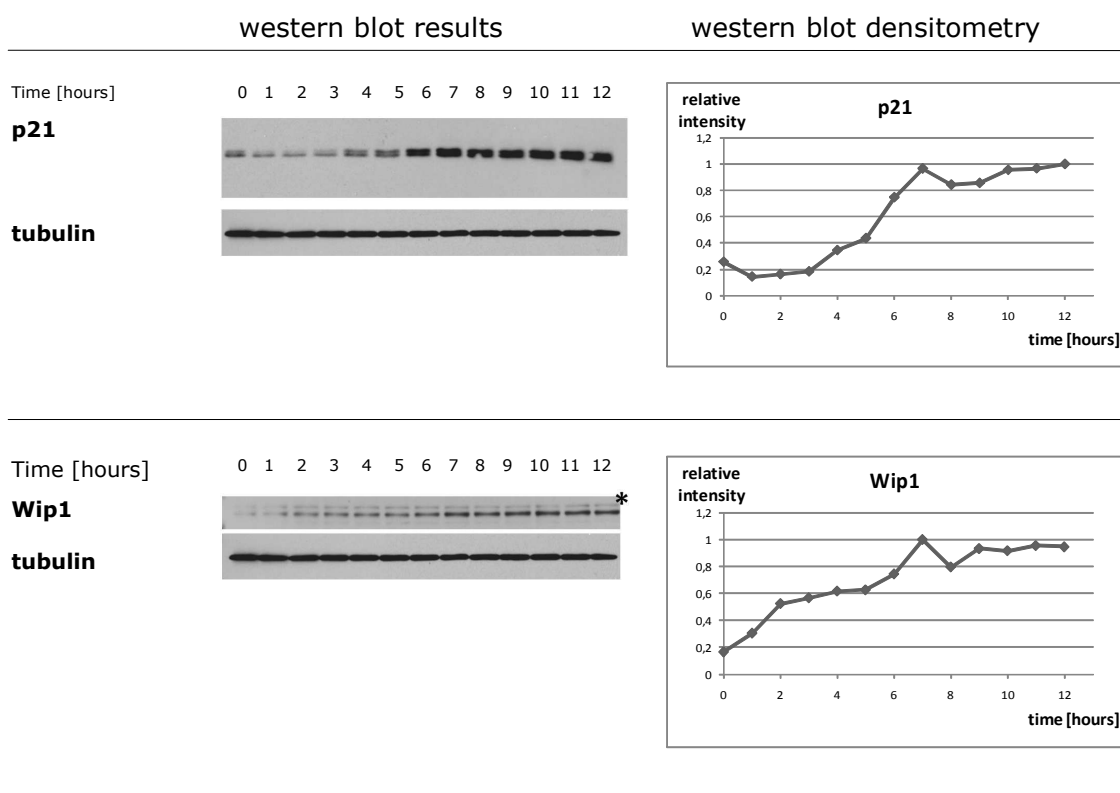 western blot results western blot densitometry
Time [hours] 0 1 2 3 4 5 6 7 8 9 10 11 12
p21
tubulin
relative
intensity
p21
1,2
1
0,8
0,6
0,4
0,2
0
0 2 4 6 8 10 12
time [hours]
Time [hours] 0 1 2 3 4 5 6 7 8 9 10 11 12
Wip1 *
tubulin
relative
intensity
Wip1
1,2
1
0,8
0,6
0,4
0,2
0
0 2 4 6 8 10 12
time [hours]